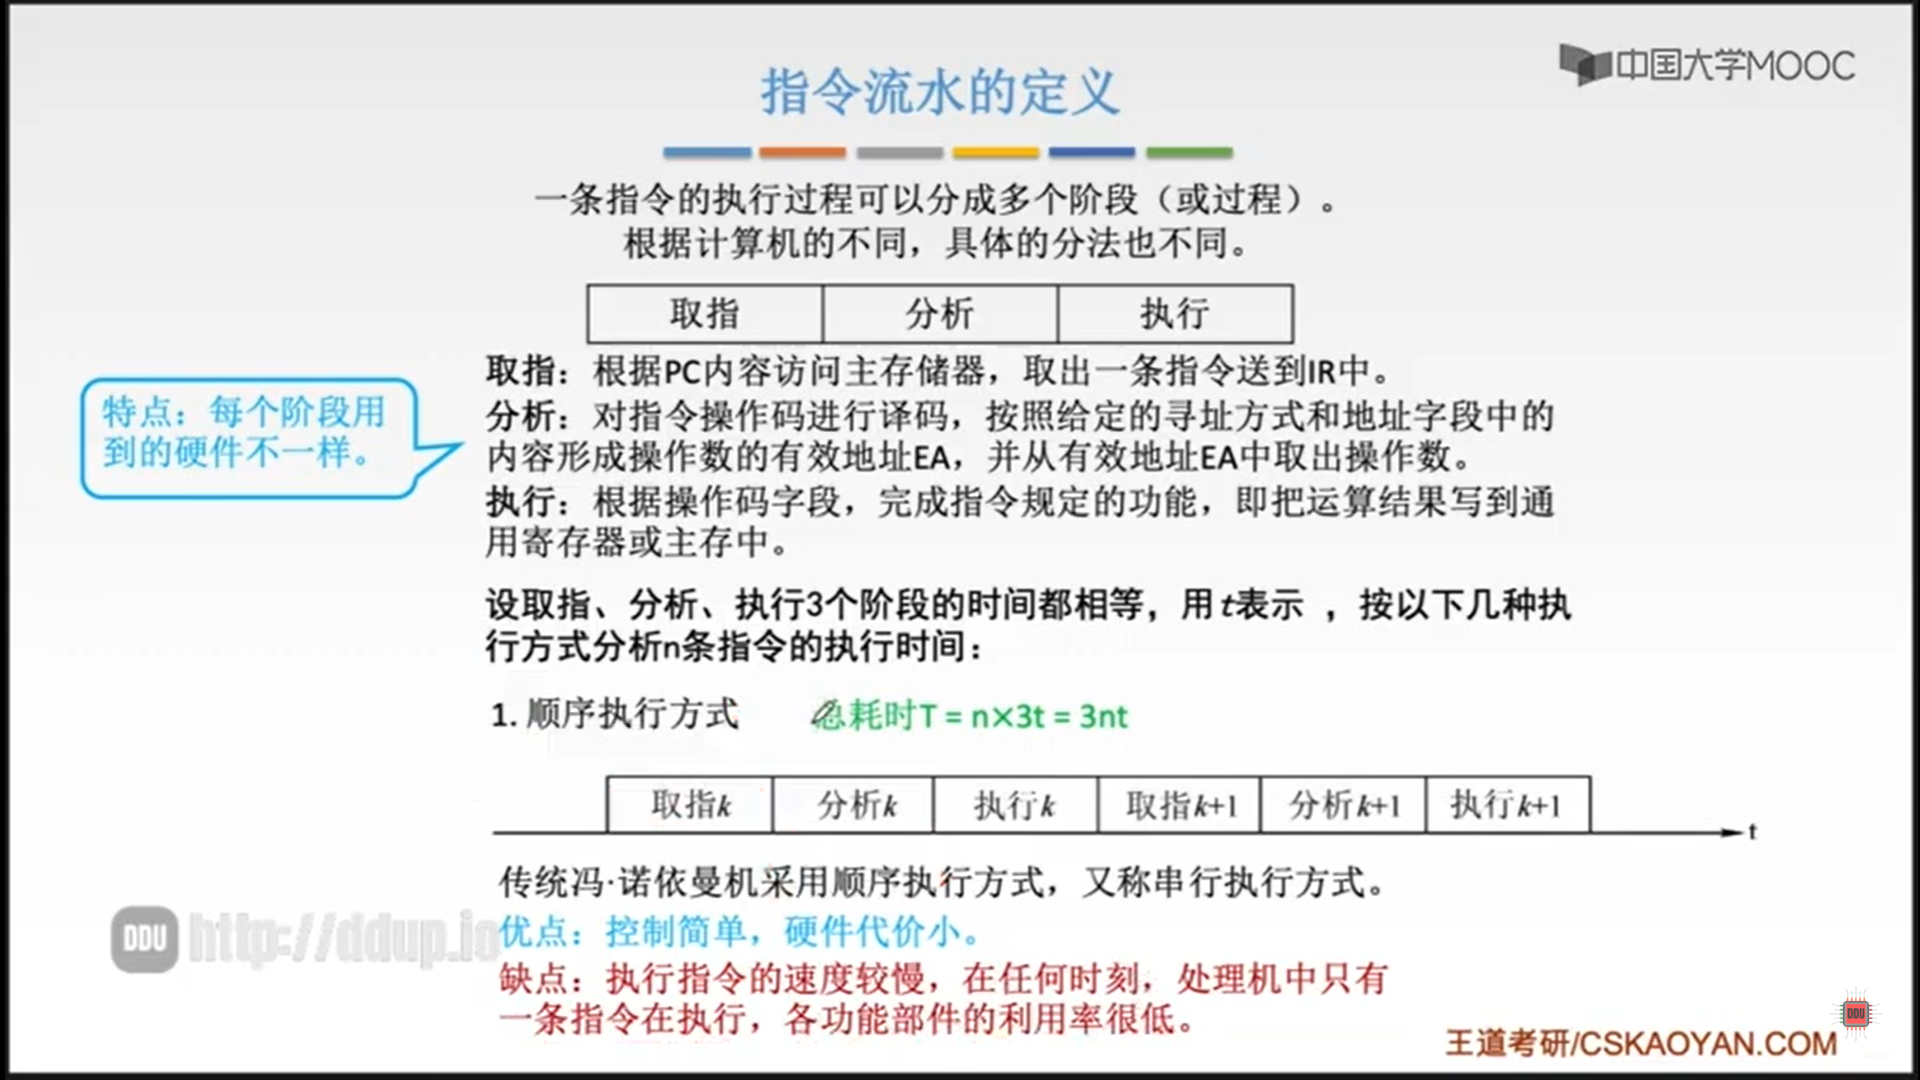 中国大学MOOC
指令流水的定义
一条指令的执行过程可以分成多个阶段（或过程）。
根据计算机的不同，具体的分法也不同。
取指 分析 执行
取指：根据PC内容访问主存储器，取出一条指令送到IR中。
特点：每个阶段用
到的硬件不一样。
分析：对指令操作码进行译码，按照给定的寻址方式和地址字段中的
内容形成操作数的有效地址EA，并从有效地址EA中取出操作数。
执行：根据操作码字段，完成指令规定的功能，即把运算结果写到通
用寄存器或主存中。
设取指、分析、执行3个阶段的时间都相等，用t表示 ，按以下几种执
行方式分析n条指令的执行时间：
1. 顺序执行方式 总耗时T = n×3t = 3nt
取指k 分析k 执行k 取指k+1 分析k+1 执行k+1
t
传统冯·诺依曼机采用顺序执行方式，又称串行执行方式。
优点：控制简单，硬件代价小。
缺点：执行指令的速度较慢，在任何时刻，处理机中只有
一条指令在执行，各功能部件的利用率很低。
DDU http://ddup.io
DDU
王道考研/CSKAOYAN.COM